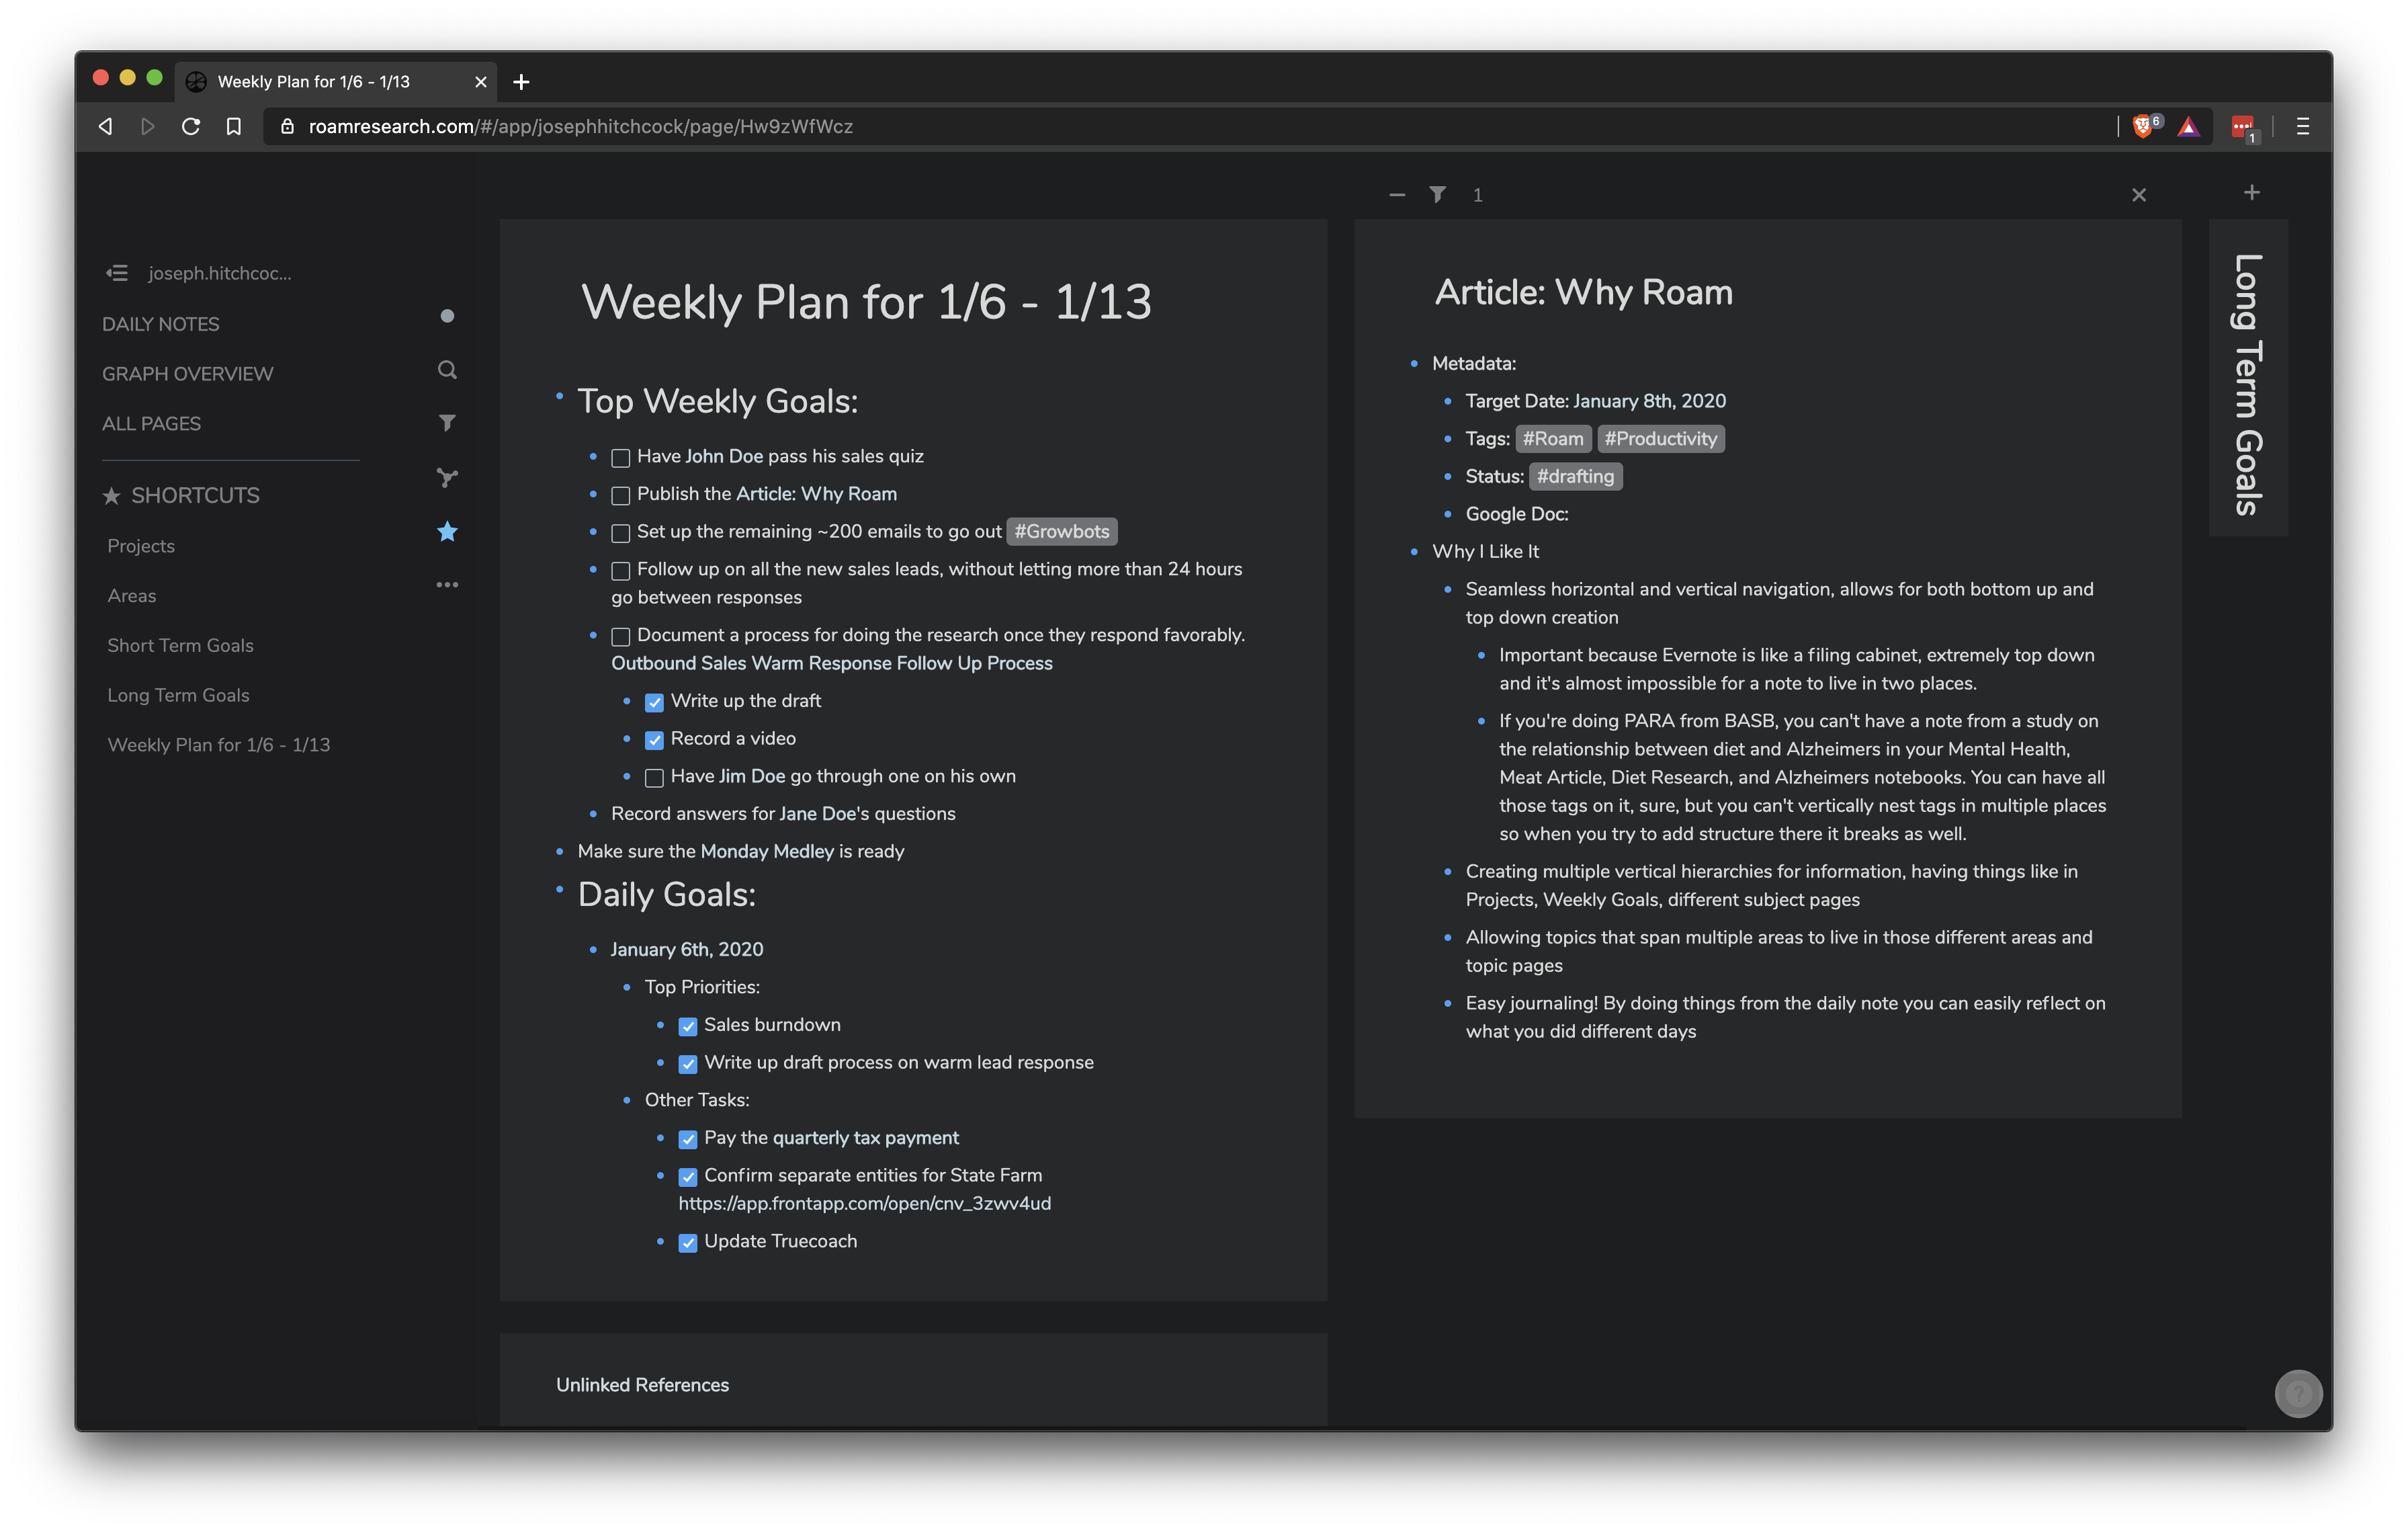 Weekly Plan for 1/6 - 1/13
roamresearch.com/#/app/josephhitchcock/page/Hw9zWfWcz
6
1
joseph.hitchcoc...
DAILY NOTES
GRAPH OVERVIEW
ALL PAGES
SHORTCUTS
Projects
Areas
Short Term Goals
Long Term Goals
Weekly Plan for 1/6 - 1/13
Weekly Plan for 1/6 - 1/13
Top Weekly Goals:
Have John Doe pass his sales quiz
Publish the Article: Why Roam
Set up the remaining ~200 emails to go out #Growbots
Follow up on all the new sales leads, without letting more than 24 hours
go between responses
Document a process for doing the research once they respond favorably.
Outbound Sales Warm Response Follow Up Process
Write up the draft
Record a video
Have Jim Doe go through one on his own
Record answers for Jane Doe's questions
Make sure the Monday Medley is ready
Daily Goals:
January 6th, 2020
Top Priorities:
Sales burndown
Write up draft process on warm lead response
Other Tasks:
Pay the quarterly tax payment
Confirm separate entities for State Farm
https://app.frontapp.com/open/cnv_3zwv4ud
Update Truecoach
Unlinked References
1
Article: Why Roam
Metadata:
Target Date: January 8th, 2020
Tags: #Roam #Productivity
Status: #drafting
Google Doc:
Why I Like It
Seamless horizontal and vertical navigation, allows for both bottom up and
top down creation
Important because Evernote is like a filing cabinet, extremely top down
and it's almost impossible for a note to live in two places.
If you're doing PARA from BASB, you can't have a note from a study on
the relationship between diet and Alzheimers in your Mental Health,
Meat Article, Diet Research, and Alzheimers notebooks. You can have all
those tags on it, sure, but you can't vertically nest tags in multiple places
so when you try to add structure there it breaks as well.
Creating multiple vertical hierarchies for information, having things like in
Projects, Weekly Goals, different subject pages
Allowing topics that span multiple areas to live in those different areas and
topic pages
Easy journaling! By doing things from the daily note you can easily reflect on
what you did different days
Long Term Goals
?